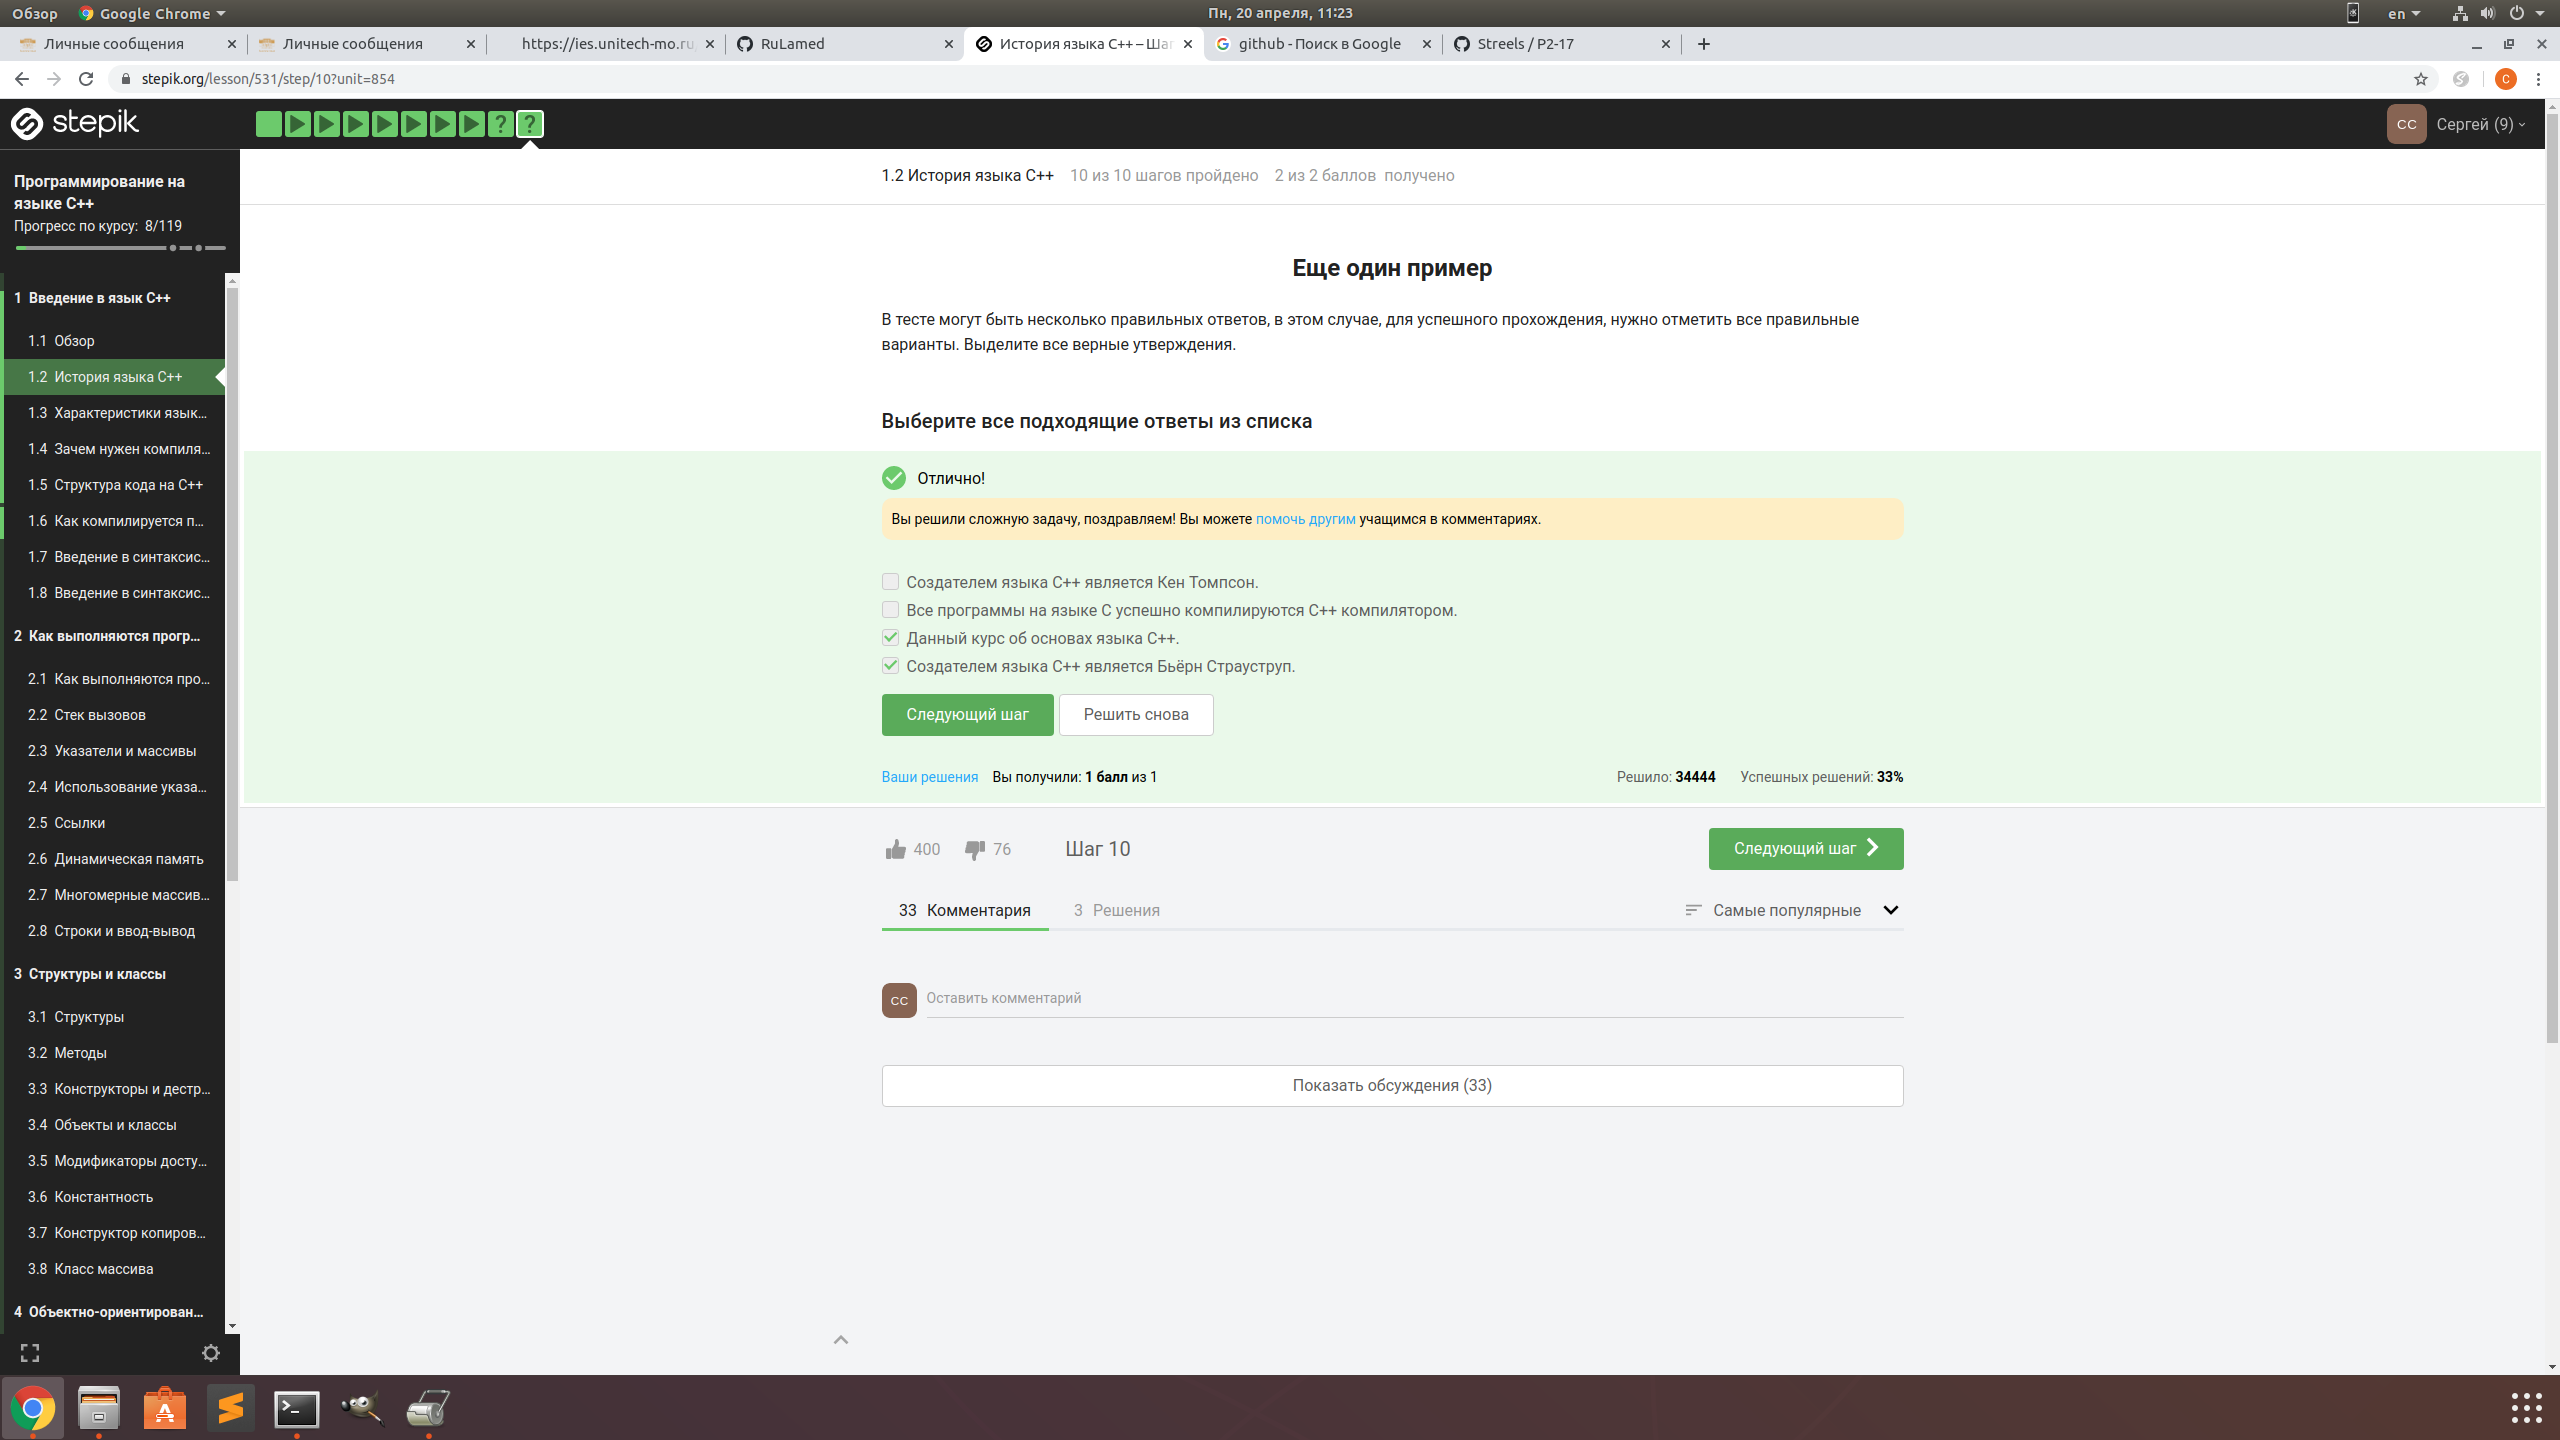 Обзор Google Chrome Пн, 20 апреля, 11:23 en
Личные сообщения Личные сообщения https://ies.unitech-mo.ru RuLamed История языка C++ – Шаг github - Поиск в Google Streels / P2-17
stepik.org/lesson/531/step/10?unit=854 C
stepik ? ? CC Сергей (9)
Программирование на
языке C++
Прогресс по курсу: 8/119
1 Введение в язык C++
1.1 Обзор
1.2 История языка C++
1.3 Характеристики язык…
1.4 Зачем нужен компиля…
1.5 Структура кода на C++
1.6 Как компилируется п…
1.7 Введение в синтаксис…
1.8 Введение в синтаксис…
2 Как выполняются прогр…
2.1 Как выполняются про…
2.2 Стек вызовов
2.3 Указатели и массивы
2.4 Использование указа…
2.5 Ссылки
2.6 Динамическая память
2.7 Многомерные массив…
2.8 Строки и ввод-вывод
3 Структуры и классы
3.1 Структуры
3.2 Методы
3.3 Конструкторы и дестр…
3.4 Объекты и классы
3.5 Модификаторы досту…
3.6 Константность
3.7 Конструктор копиров…
3.8 Класс массива
4 Объектно-ориентирован…
1.2 История языка C++ 10 из 10 шагов пройдено 2 из 2 баллов получено
Еще один пример
В тесте могут быть несколько правильных ответов, в этом случае, для успешного прохождения, нужно отметить все правильные
варианты. Выделите все верные утверждения.
Выберите все подходящие ответы из списка
Отлично!
Вы решили сложную задачу, поздравляем! Вы можете помочь другим учащимся в комментариях.
Создателем языка C++ является Кен Томпсон.
Все программы на языке C успешно компилируются C++ компилятором.
Данный курс об основах языка C++.
Создателем языка C++ является Бьёрн Страуструп.
Следующий шаг Решить снова
Ваши решения Вы получили: 1 балл из 1 Решило: 34444 Успешных решений: 33%
400 76 Шаг 10 Следующий шаг
33 Комментария 3 Решения Самые популярные
CC Оставить комментарий
Показать обсуждения (33)